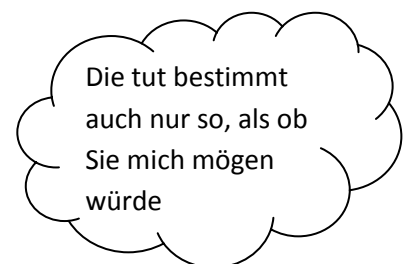 Die tut bestimmt
auch nur so, als ob
Sie mich mögen
würde